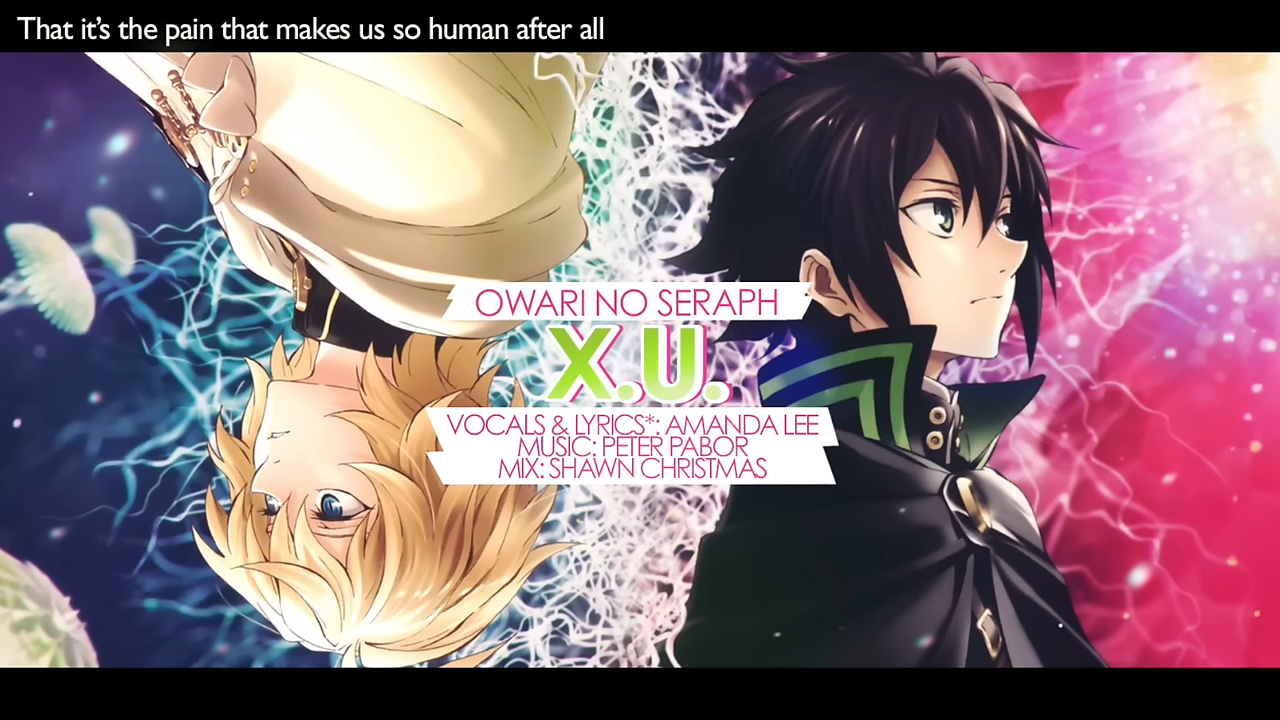 That it's the pain that makes us so human after all
OWARI NO SERAPH
X.U.
VOCALS & LYRICS*: AMANDA LEE
MUSIC: PETER PABOR
MIX: SHAWN CHRISTMAS